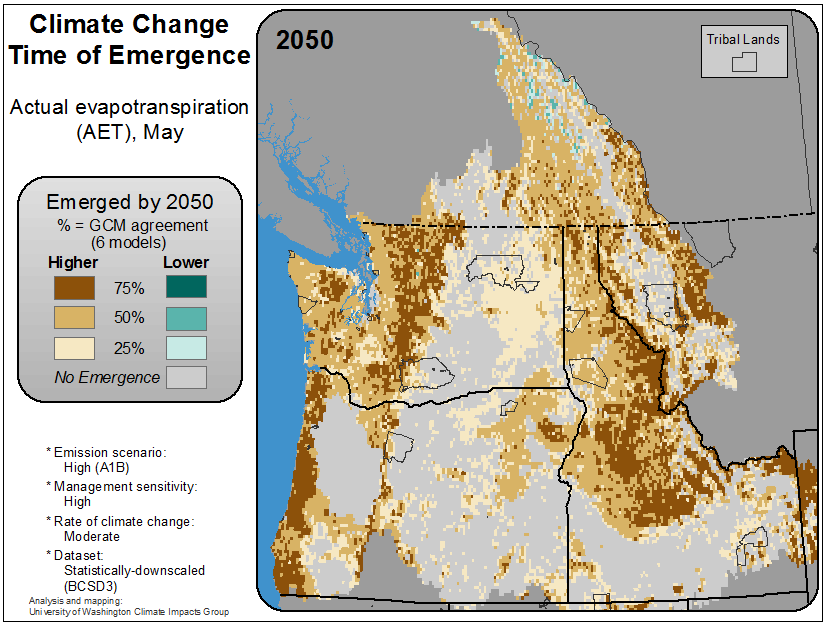 Climate Change
Time of Emergence
Actual evapotranspiration
(AET), May
Emerged by 2050
% = GCM agreement
(6 models)
Higher Lower
75%
50%
25%
No Emergence
* Emission scenario:
High (A1B)
* Management sensitivity:
High
* Rate of climate change:
Moderate
* Dataset:
Statistically-downscaled
(BCSD3)
Analysis and mapping:
University of Washington Climate Impacts Group
2050
Tribal Lands